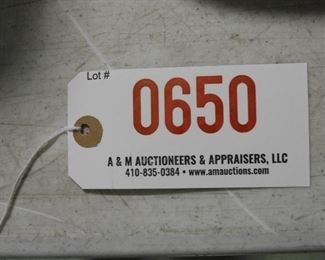 Lot #
0650
A & M AUCTIONEERS & APPRAISERS, LLC
410-835-0384 • www.amauctions.com